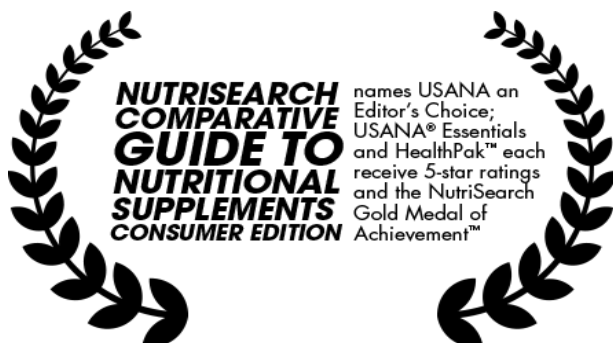 NUTRISEARCH
COMPARATIVE
GUIDE TO
NUTRITIONAL
SUPPLEMENTS
CONSUMER EDITION
names USANA an
Editor's Choice;
USANA® Essentials
and HealthPak™ each
receive 5-star ratings
and the NutriSearch
Gold Medal of
Achievement™